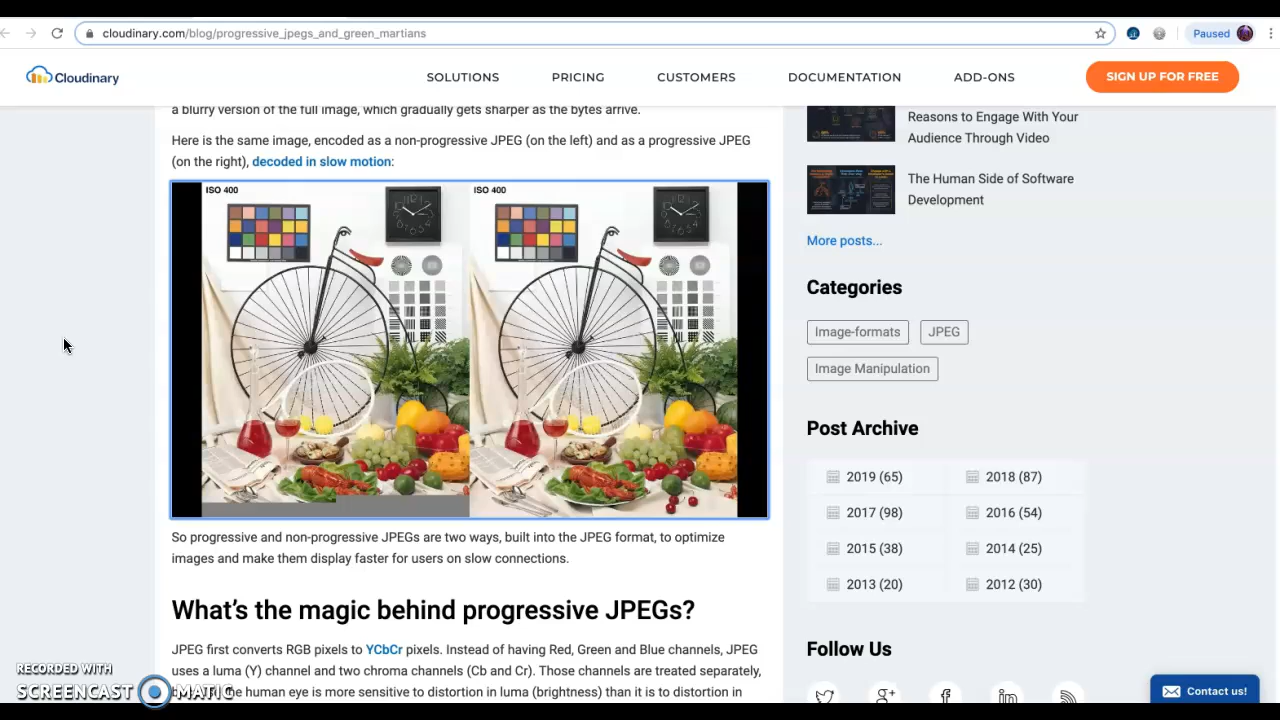 cloudinary.com/blog/progressive_jpegs_and_green_martians
Paused
Cloudinary
SOLUTIONS PRICING CUSTOMERS DOCUMENTATION ADD-ONS
SIGN UP FOR FREE
a blurry version of the full image, which gradually gets sharper as the bytes arrive.
Here is the same image, encoded as a non-progressive JPEG (on the left) and as a progressive JPEG
(on the right), decoded in slow motion:
ISO 400
ISO 400
So progressive and non-progressive JPEGs are two ways, built into the JPEG format, to optimize
images and make them display faster for users on slow connections.
What's the magic behind progressive JPEGs?
JPEG first converts RGB pixels to YCbCr pixels. Instead of having Red, Green and Blue channels, JPEG
uses a luma (Y) channel and two chroma channels (Cb and Cr). Those channels are treated separately,
the human eye is more sensitive to distortion in luma (brightness) than it is to distortion in
Reasons to Engage With Your
Audience Through Video
The Human Side of Software
Development
More posts...
Categories
Image-formats JPEG
Image Manipulation
Post Archive
2019 (65) 2018 (87)
2017 (98) 2016 (54)
2015 (38) 2014 (25)
2013 (20) 2012 (30)
Follow Us
Contact us!
RECORDED WITH
SCREENCAST MATIC